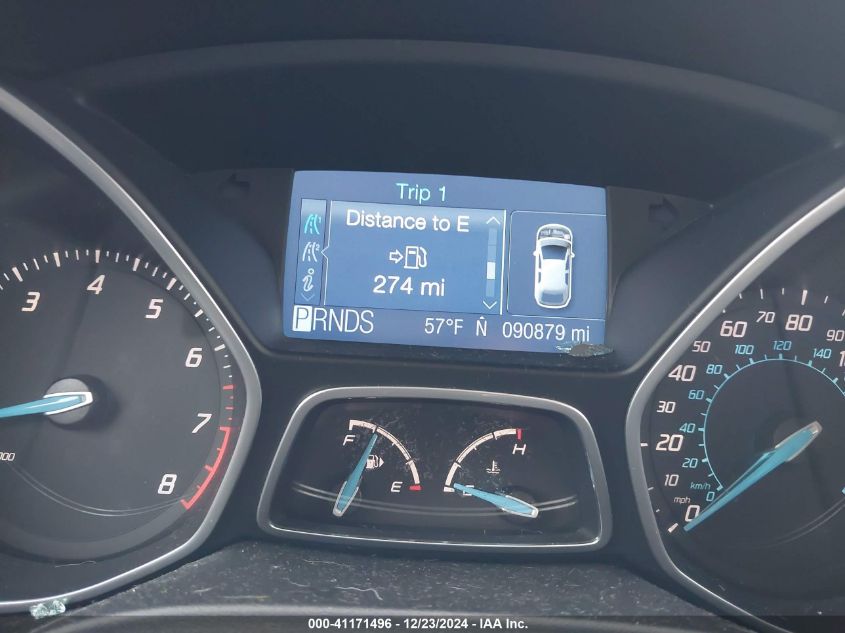 Trip 1
Distance to E
274 mi
PRNDS 57°F N 090879 mi
3 4 5 6 7 8
000
F E
C H
0 10 20 30 40 50 60 70 80 90
mph
0 20 40 60 80 100 120 140
km/h
000-41171496 - 12/23/2024 - IAA Inc.